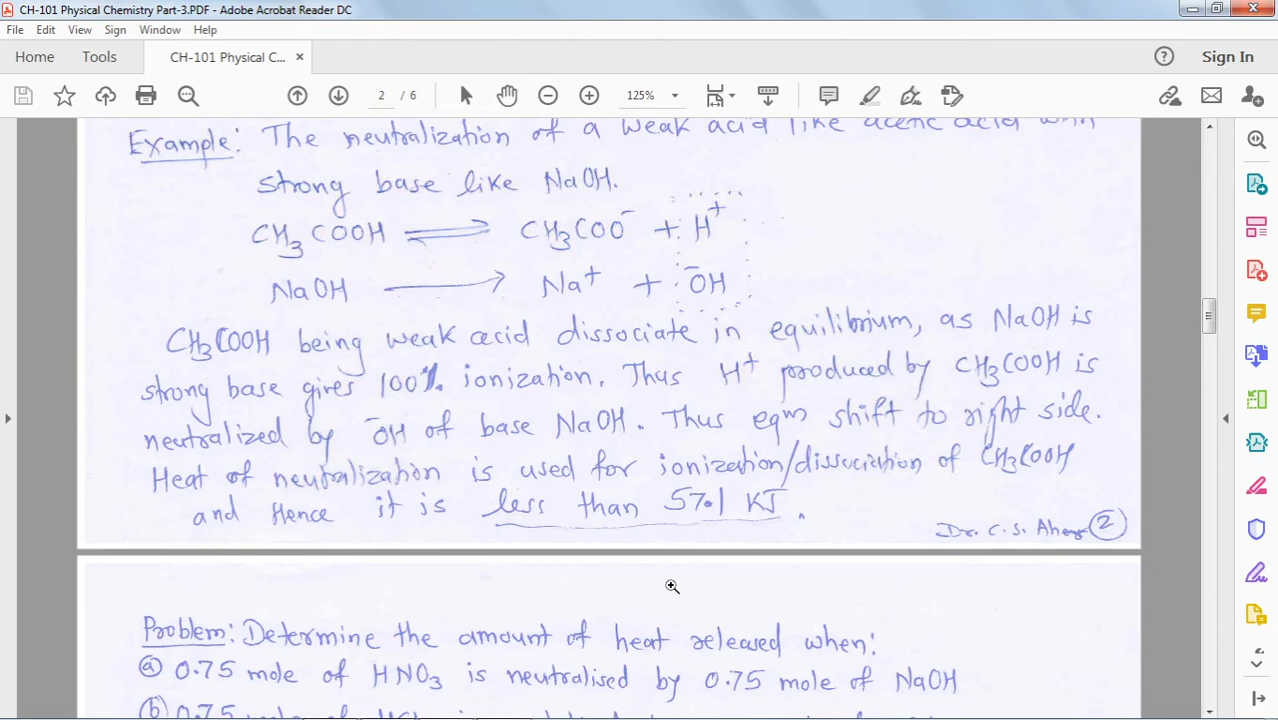 CH-101 Physical Chemistry Part-3.PDF - Adobe Acrobat Reader DC
File Edit View Sign Window Help
Home Tools CH-101 Physical C... × Sign In
2 / 6 125%
Example: The neutralization of a weak acid like acetic acid with
strong base like NaOH.
CH₃COOH ⇌ CH₃COO⁻ + H⁺
NaOH ⟶ Na⁺ + ⁻OH
CH₃COOH being weak acid dissociate in equilibrium, as NaOH is
strong base gives 100% ionization. Thus H⁺ produced by CH₃COOH is
neutralized by ⁻OH of base NaOH. Thus eqm shift to right side.
Heat of neutralization is used for ionization/dissociation of CH₃COOH
and Hence it is less than 57.1 KJ.
Dr. C. S. Aher 2
Problem: Determine the amount of heat released when:
ⓐ 0.75 mole of HNO₃ is neutralised by 0.75 mole of NaOH
ⓑ 0.75 mole of